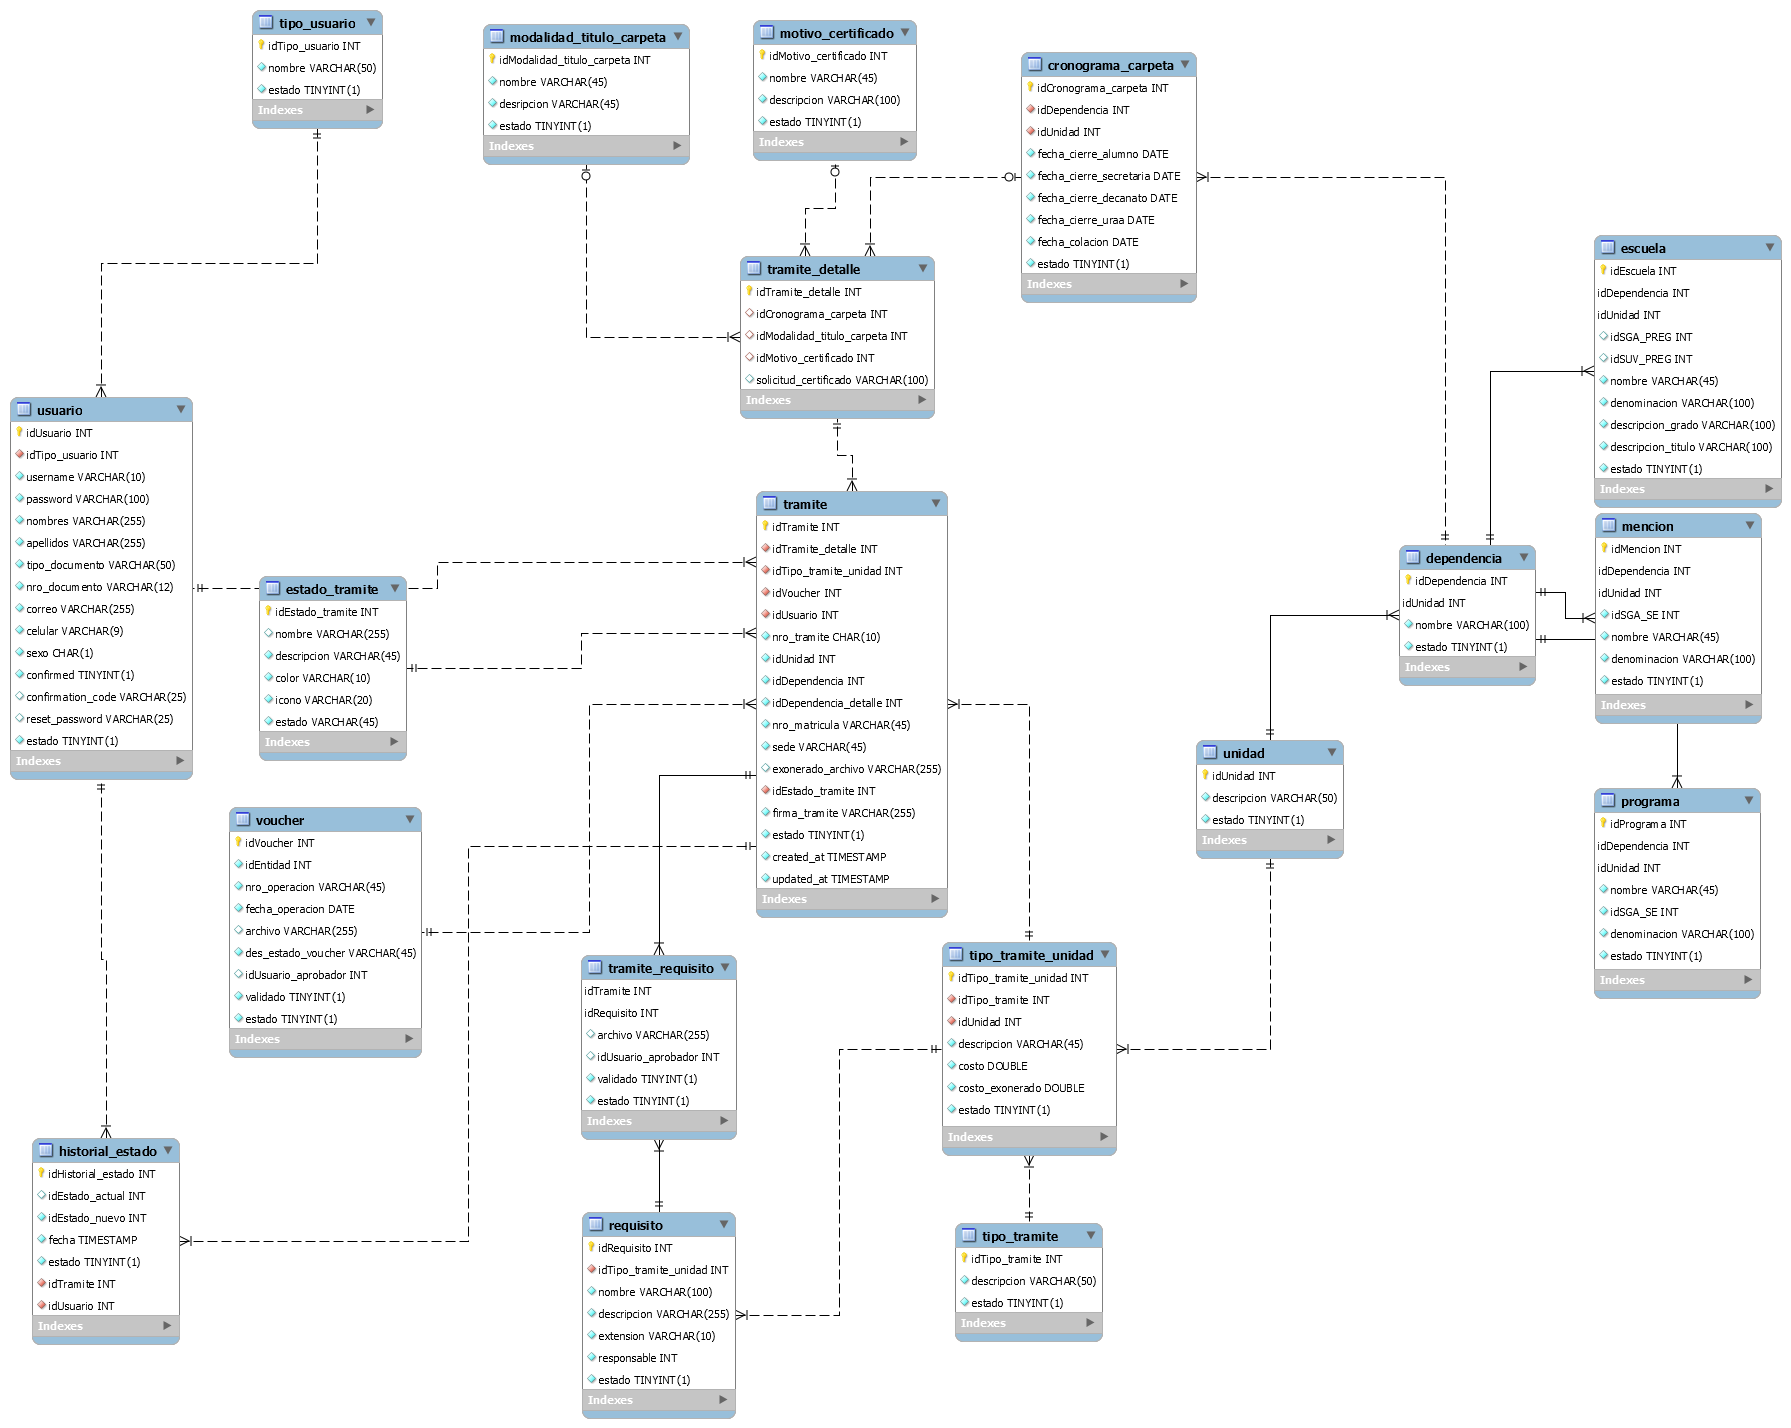 tipo_usuario
idTipo_usuario INT
nombre VARCHAR(50)
estado TINYINT(1)
Indexes
modalidad_titulo_carpeta
idModalidad_titulo_carpeta INT
nombre VARCHAR(45)
desripcion VARCHAR(45)
estado TINYINT(1)
Indexes
motivo_certificado
idMotivo_certificado INT
nombre VARCHAR(45)
descripcion VARCHAR(100)
estado TINYINT(1)
Indexes
cronograma_carpeta
idCronograma_carpeta INT
idDependencia INT
idUnidad INT
fecha_cierre_alumno DATE
fecha_cierre_secretaria DATE
fecha_cierre_decanato DATE
fecha_cierre_uraa DATE
fecha_colacion DATE
estado TINYINT(1)
Indexes
escuela
idEscuela INT
idDependencia INT
idUnidad INT
idSGA_PREG INT
idSUV_PREG INT
nombre VARCHAR(45)
denominacion VARCHAR(100)
descripcion_grado VARCHAR(100)
descripcion_titulo VARCHAR(100)
estado TINYINT(1)
Indexes
tramite_detalle
idTramite_detalle INT
idCronograma_carpeta INT
idModalidad_titulo_carpeta INT
idMotivo_certificado INT
solicitud_certificado VARCHAR(100)
Indexes
usuario
idUsuario INT
idTipo_usuario INT
username VARCHAR(10)
password VARCHAR(100)
nombres VARCHAR(255)
apellidos VARCHAR(255)
tipo_documento VARCHAR(50)
nro_documento VARCHAR(12)
correo VARCHAR(255)
celular VARCHAR(9)
sexo CHAR(1)
confirmed TINYINT(1)
confirmation_code VARCHAR(25)
reset_password VARCHAR(25)
estado TINYINT(1)
Indexes
estado_tramite
idEstado_tramite INT
nombre VARCHAR(255)
descripcion VARCHAR(45)
color VARCHAR(10)
icono VARCHAR(20)
estado VARCHAR(45)
Indexes
tramite
idTramite INT
idTramite_detalle INT
idTipo_tramite_unidad INT
idVoucher INT
idUsuario INT
nro_tramite CHAR(10)
idUnidad INT
idDependencia INT
idDependencia_detalle INT
nro_matricula VARCHAR(45)
sede VARCHAR(45)
exonerado_archivo VARCHAR(255)
idEstado_tramite INT
firma_tramite VARCHAR(255)
estado TINYINT(1)
created_at TIMESTAMP
updated_at TIMESTAMP
Indexes
dependencia
idDependencia INT
idUnidad INT
nombre VARCHAR(100)
estado TINYINT(1)
Indexes
mencion
idMencion INT
idDependencia INT
idUnidad INT
idSGA_SE INT
nombre VARCHAR(45)
denominacion VARCHAR(100)
estado TINYINT(1)
Indexes
unidad
idUnidad INT
descripcion VARCHAR(50)
estado TINYINT(1)
Indexes
programa
idPrograma INT
idDependencia INT
idUnidad INT
nombre VARCHAR(45)
idSGA_SE INT
denominacion VARCHAR(100)
estado TINYINT(1)
Indexes
voucher
idVoucher INT
idEntidad INT
nro_operacion VARCHAR(45)
fecha_operacion DATE
archivo VARCHAR(255)
des_estado_voucher VARCHAR(45)
idUsuario_aprobador INT
validado TINYINT(1)
estado TINYINT(1)
Indexes
tramite_requisito
idTramite INT
idRequisito INT
archivo VARCHAR(255)
idUsuario_aprobador INT
validado TINYINT(1)
estado TINYINT(1)
Indexes
tipo_tramite_unidad
idTipo_tramite_unidad INT
idTipo_tramite INT
idUnidad INT
descripcion VARCHAR(45)
costo DOUBLE
costo_exonerado DOUBLE
estado TINYINT(1)
Indexes
historial_estado
idHistorial_estado INT
idEstado_actual INT
idEstado_nuevo INT
fecha TIMESTAMP
estado TINYINT(1)
idTramite INT
idUsuario INT
Indexes
requisito
idRequisito INT
idTipo_tramite_unidad INT
nombre VARCHAR(100)
descripcion VARCHAR(255)
extension VARCHAR(10)
responsable INT
estado TINYINT(1)
Indexes
tipo_tramite
idTipo_tramite INT
descripcion VARCHAR(50)
estado TINYINT(1)
Indexes